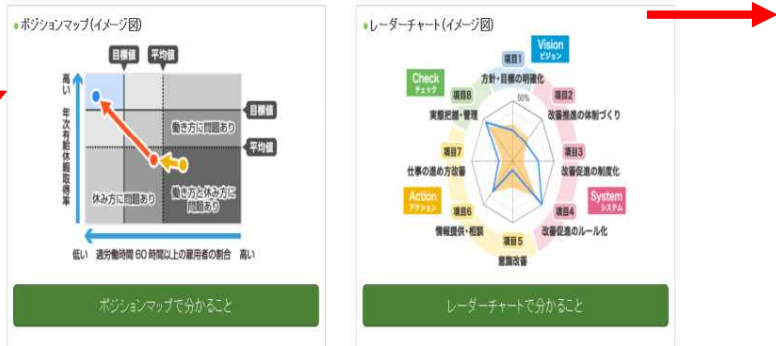 ポジションマップ(イメージ図)
目標値 平均値
高い
年次有給休暇取得率
目標値
働き方に問題あり
平均値
休み方に問題あり
働き方と休み方に
問題あり
低い 週労働時間60時間以上の雇用者の割合 高い
ポジションマップで分かること
レーダーチャート(イメージ図)
Vision
ビジョン
項目1
方針・目標の明確化
Check
チェック
項目8
実態把握・管理
50%
項目2
改善推進の体制づくり
項目7
仕事の進め方改善
項目3
改善促進の制度化
Action
アクション
System
システム
項目6
情報提供・相談
項目4
改善促進のルール化
項目5
意識改善
レーダーチャートで分かること